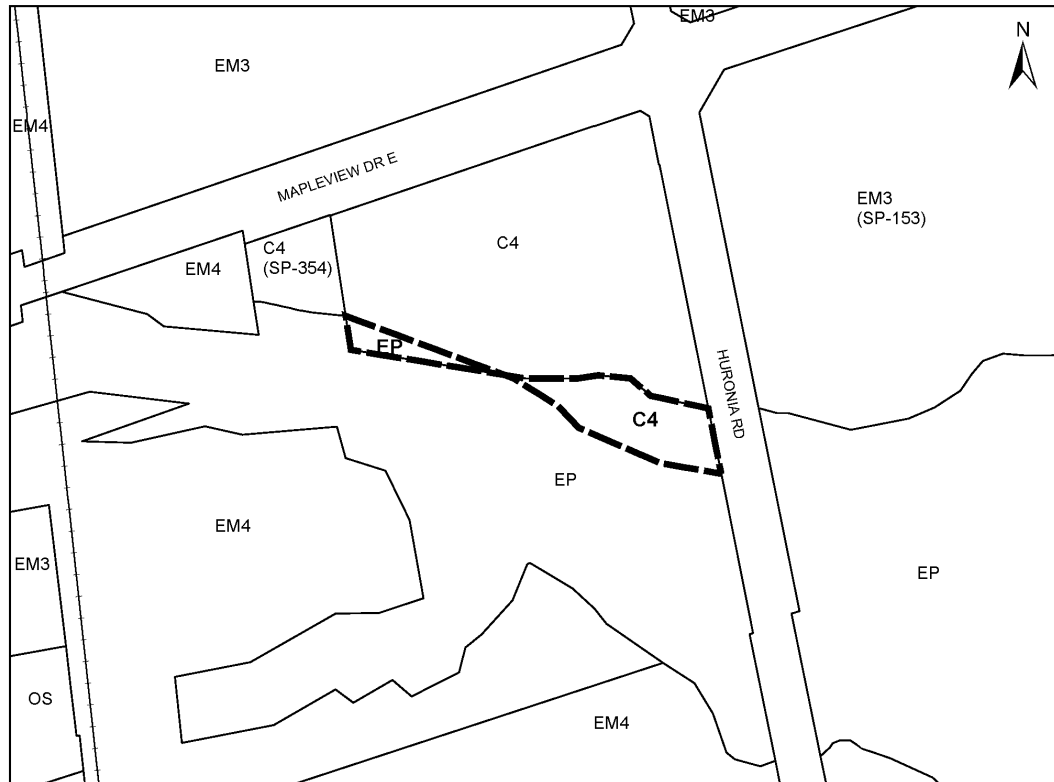 EM3
N
EM3
EM4
MAPLEVIEW DR E
EM3
(SP-153)
C4
C4
(SP-354)
EM4
EP
HURONIA RD
C4
EP
EM4
EM3
EP
OS
EM4